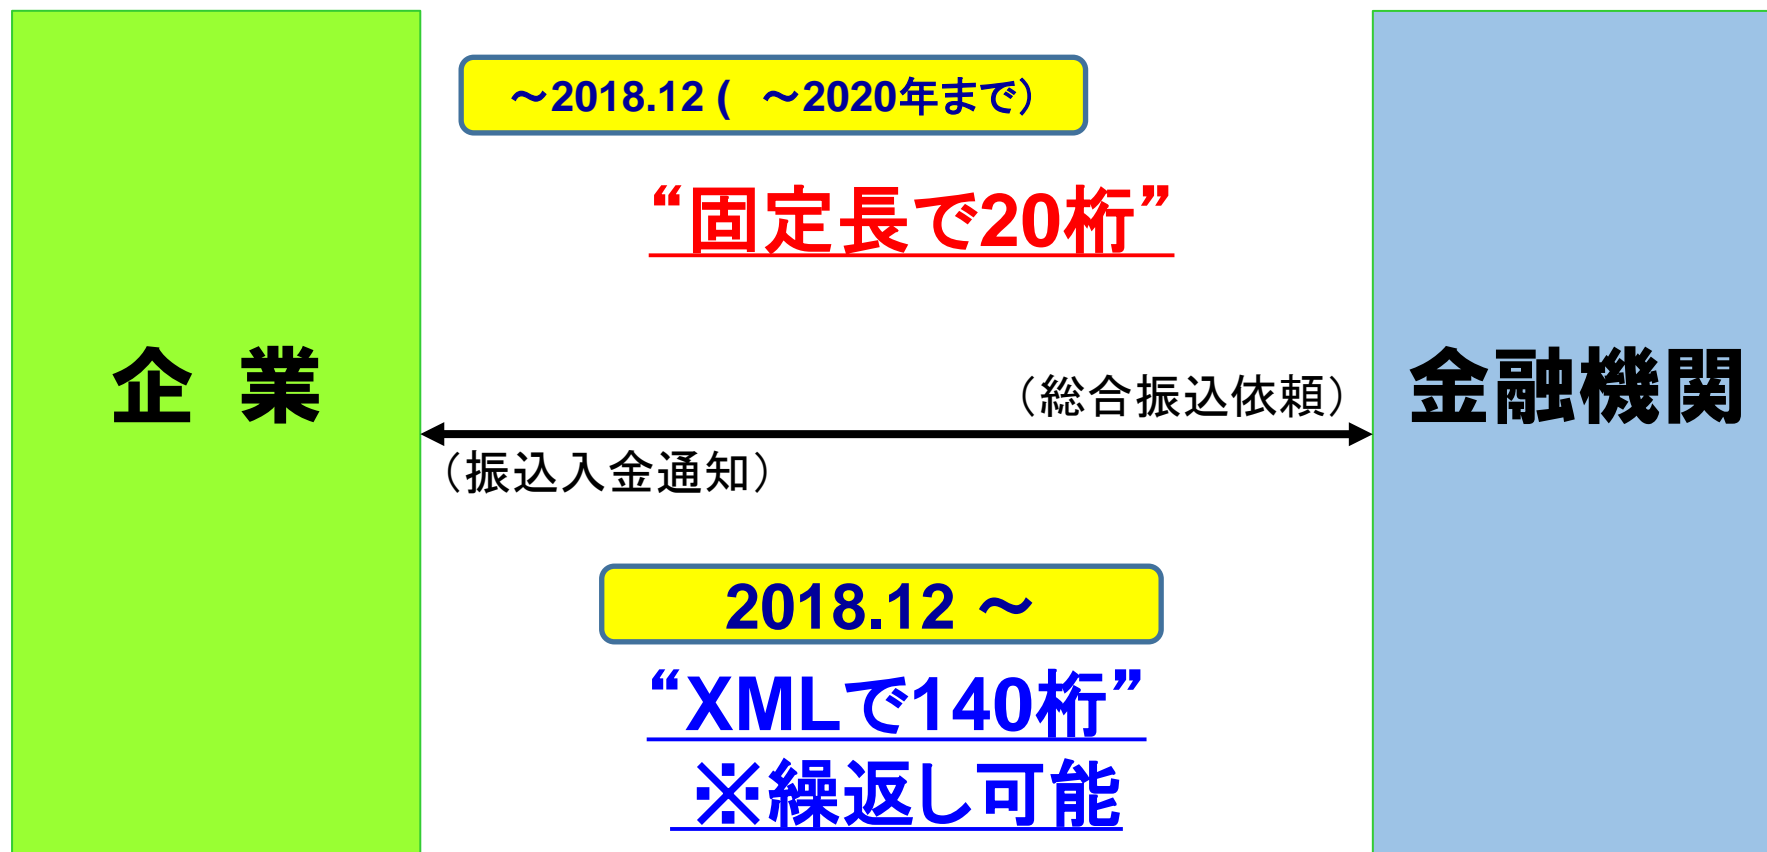 ～2018.12 (　～2020年まで）
“固定長で20桁”
企 業
（総合振込依頼）
金融機関
（振込入金通知）
2018.12 ～
“XMLで140桁”
※繰返し可能